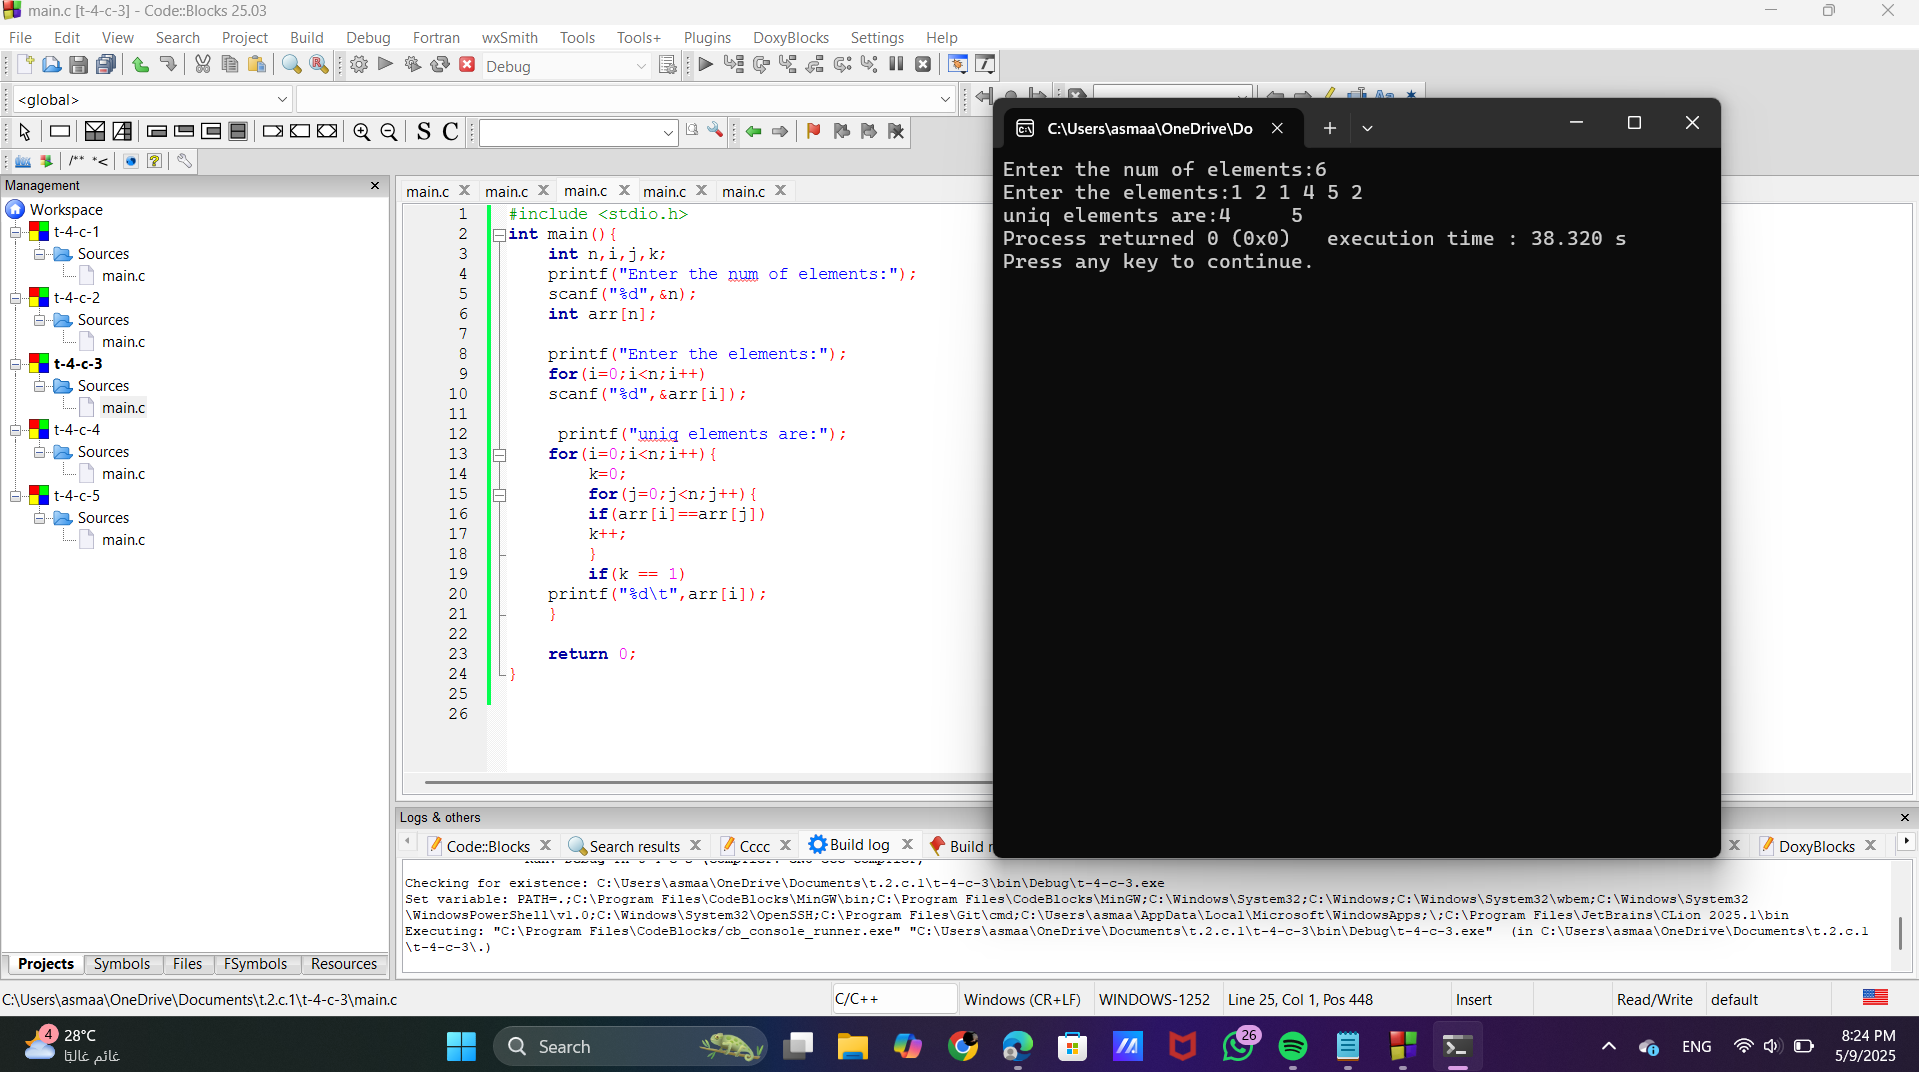 main.c [t-4-c-3] - Code::Blocks 25.03
File Edit View Search Project Build Debug Fortran wxSmith Tools Tools+ Plugins DoxyBlocks Settings Help
Debug
<global>
S C
/** *<
Management
Workspace
t-4-c-1
Sources
main.c
t-4-c-2
Sources
main.c
t-4-c-3
Sources
main.c
t-4-c-4
Sources
main.c
t-4-c-5
Sources
main.c
Projects Symbols Files FSymbols Resources
main.c main.c main.c main.c main.c
1 #include <stdio.h>
2 int main(){
3 int n,i,j,k;
4 printf("Enter the num of elements:");
5 scanf("%d",&n);
6 int arr[n];
7
8 printf("Enter the elements:");
9 for(i=0;i<n;i++)
10 scanf("%d",&arr[i]);
11
12 printf("uniq elements are:");
13 for(i=0;i<n;i++){
14 k=0;
15 for(j=0;j<n;j++){
16 if(arr[i]==arr[j])
17 k++;
18 }
19 if(k == 1)
20 printf("%d\t",arr[i]);
21 }
22
23 return 0;
24 }
25
26
C:\Users\asmaa\OneDrive\Do
Enter the num of elements:6
Enter the elements:1 2 1 4 5 2
uniq elements are:4 5
Process returned 0 (0x0) execution time : 38.320 s
Press any key to continue.
Logs & others
Code::Blocks Search results Cccc Build log Build DoxyBlocks
Checking for existence: C:\Users\asmaa\OneDrive\Documents\t.2.c.1\t-4-c-3\bin\Debug\t-4-c-3.exe
Set variable: PATH=.;C:\Program Files\CodeBlocks\MinGW\bin;C:\Program Files\CodeBlocks\MinGW;C:\Windows\System32;C:\Windows;C:\Windows\System32\wbem;C:\Windows\System32
\WindowsPowerShell\v1.0;C:\Windows\System32\OpenSSH;C:\Program Files\Git\cmd;C:\Users\asmaa\AppData\Local\Microsoft\WindowsApps;\;C:\Program Files\JetBrains\CLion 2025.1\bin
Executing: "C:\Program Files\CodeBlocks/cb_console_runner.exe" "C:\Users\asmaa\OneDrive\Documents\t.2.c.1\t-4-c-3\bin\Debug\t-4-c-3.exe" (in C:\Users\asmaa\OneDrive\Documents\t.2.c.1
\t-4-c-3\.)
C:\Users\asmaa\OneDrive\Documents\t.2.c.1\t-4-c-3\main.c C/C++ Windows (CR+LF) WINDOWS-1252 Line 25, Col 1, Pos 448 Insert Read/Write default
4 28°C
غائم غالبًا
Search
26
ENG
8:24 PM
5/9/2025